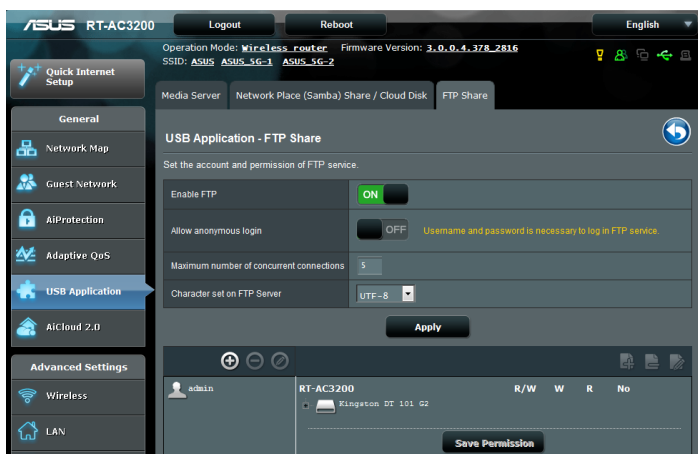 ASUS RT-AC3200 Logout Reboot English
Operation Mode: Wireless router Firmware Version: 3.0.0.4.378_2816
SSID: ASUS ASUS_5G-1 ASUS_5G-2
Quick Internet
Setup
General
Network Map
Guest Network
AiProtection
Adaptive QoS
USB Application
AiCloud 2.0
Advanced Settings
Wireless
LAN
Media Server Network Place (Samba) Share / Cloud Disk FTP Share
USB Application - FTP Share
Set the account and permission of FTP service.
Enable FTP ON
Allow anonymous login OFF Username and password is necessary to log in FTP service.
Maximum number of concurrent connections 5
Character set on FTP Server UTF-8
Apply
admin
RT-AC3200 R/W W R No
Kingston DT 101 G2
Save Permission